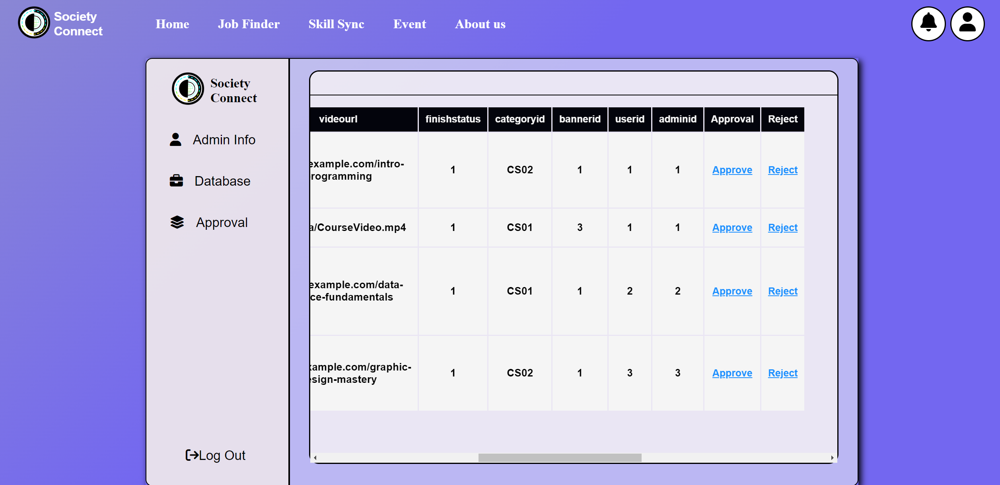 Society
Connect
Home Job Finder Skill Sync Event About us
Society
Connect
Admin Info
Database
Approval
Log Out
videourl finishstatus categoryid bannerid userid adminid Approval Reject
example.com/intro-
rogramming 1 CS02 1 1 1 Approve Reject
a/CourseVideo.mp4 1 CS01 3 1 1 Approve Reject
example.com/data-
ce-fundamentals 1 CS01 1 2 2 Approve Reject
xample.com/graphic-
esign-mastery 1 CS02 1 3 3 Approve Reject